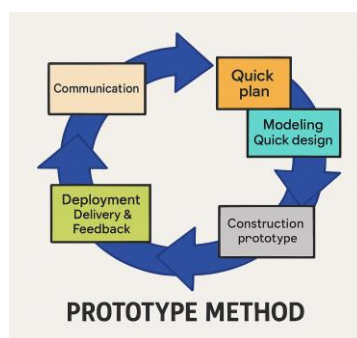 Communication
Quick
plan
Modeling
Quick design
Construction
prototype
Deployment
Delivery &
Feedback
PROTOTYPE METHOD